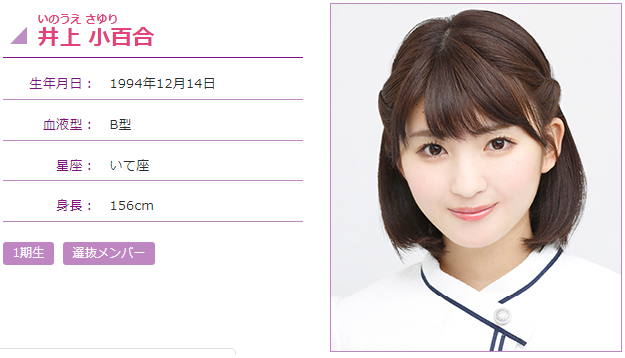 いのうえ さゆり
井上 小百合
生年月日： 1994年12月14日
血液型： B型
星座： いて座
身長： 156cm
1期生 選抜メンバー